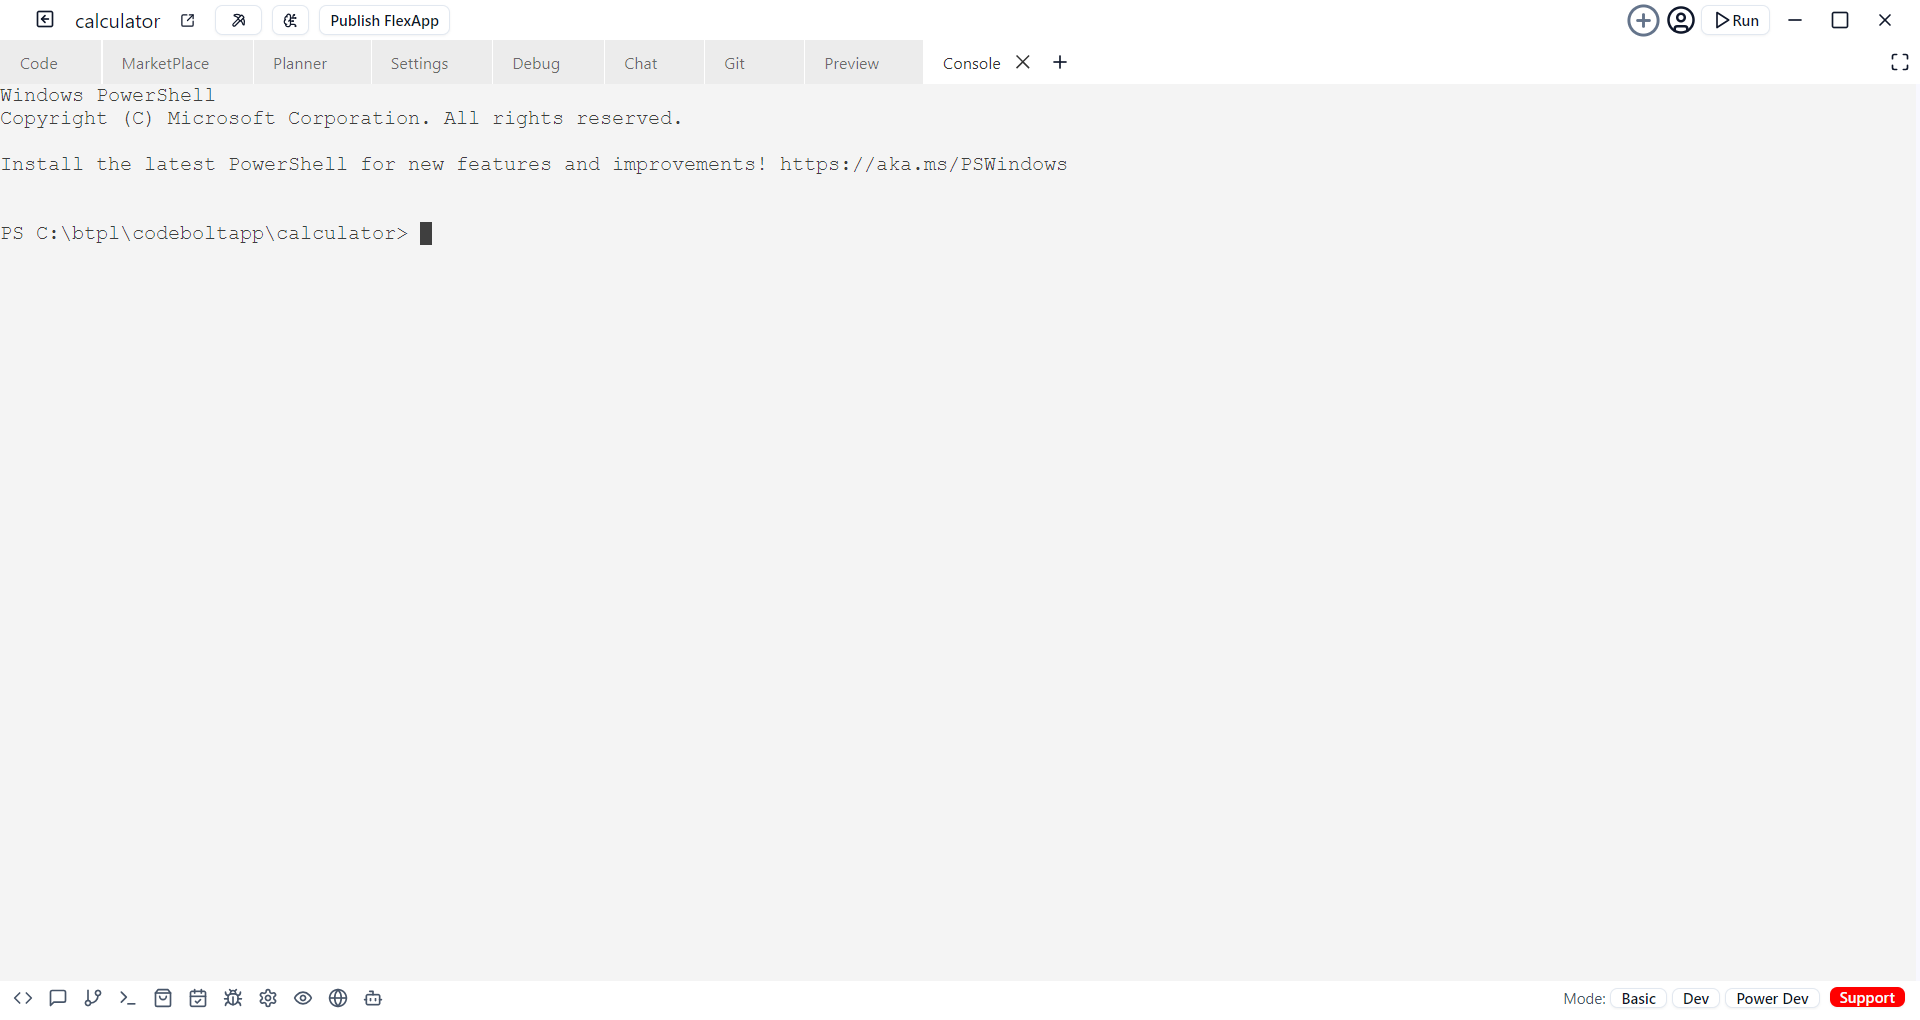 calculator Publish FlexApp Run
Code MarketPlace Planner Settings Debug Chat Git Preview Console
Windows PowerShell
Copyright (C) Microsoft Corporation. All rights reserved.
Install the latest PowerShell for new features and improvements! https://aka.ms/PSWindows
PS C:\btpl\codeboltapp\calculator>
Mode: Basic Dev Power Dev Support